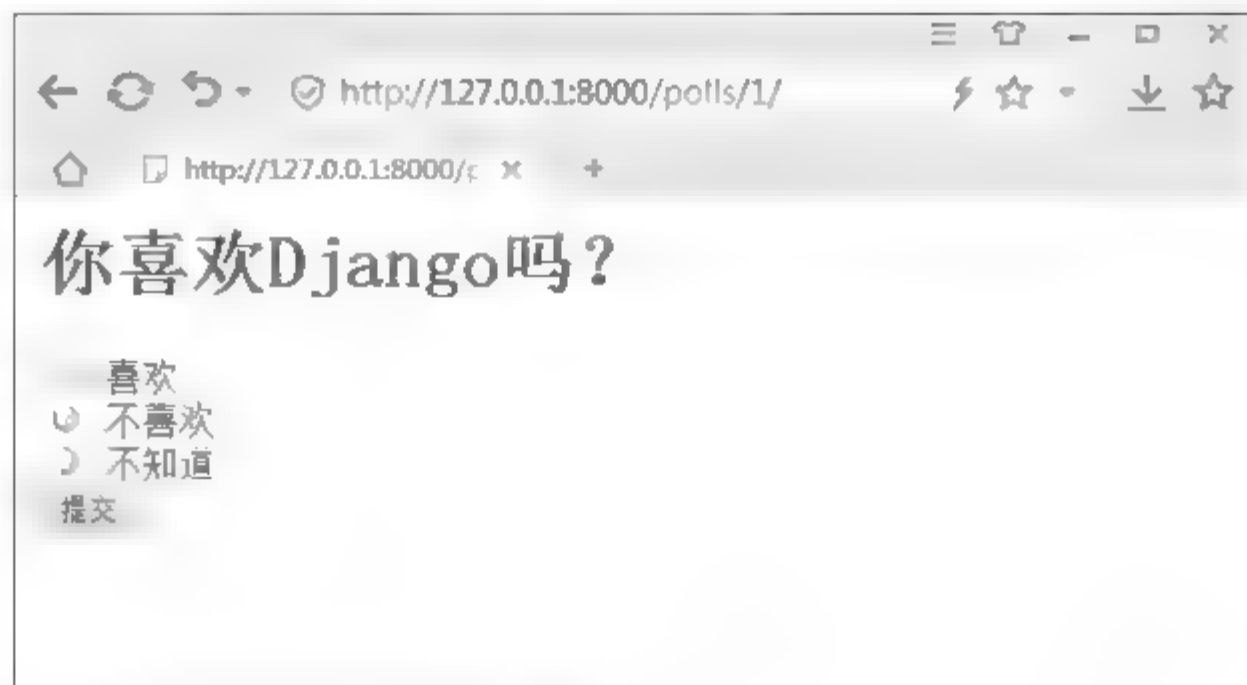 http://127.0.0.1:8000/polls/1/
http://127.0.0.1:8000/p
你喜欢Django吗?
喜欢
不喜欢
不知道
提交